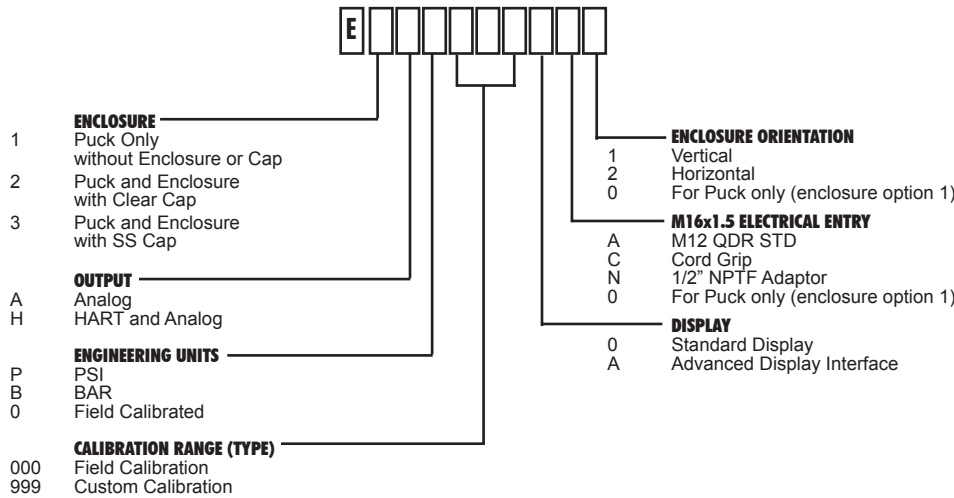 E
ENCLOSURE
1 Puck Only
without Enclosure or Cap
2 Puck and Enclosure
with Clear Cap
3 Puck and Enclosure
with SS Cap
OUTPUT
A Analog
H HART and Analog
ENGINEERING UNITS
P PSI
B BAR
0 Field Calibrated
CALIBRATION RANGE (TYPE)
000 Field Calibration
999 Custom Calibration
ENCLOSURE ORIENTATION
1 Vertical
2 Horizontal
0 For Puck only (enclosure option 1)
M16x1.5 ELECTRICAL ENTRY
A M12 QDR STD
C Cord Grip
N 1/2” NPTF Adaptor
0 For Puck only (enclosure option 1)
DISPLAY
0 Standard Display
A Advanced Display Interface